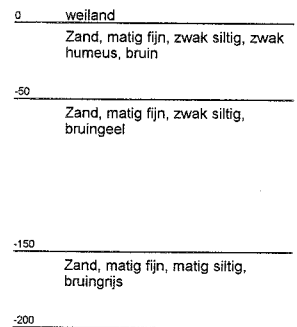 0 weiland
Zand, matig fijn, zwak siltig, zwak
humeus, bruin
-50
Zand, matig fijn, zwak siltig,
bruingeel
-150
Zand, matig fijn, matig siltig,
bruingrijs
-200